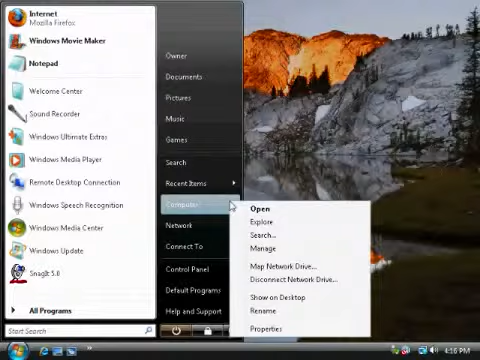 Internet
Mozilla Firefox
Windows Movie Maker
Notepad
Welcome Center
Sound Recorder
Windows Ultimate Extras
Windows Media Player
Remote Desktop Connection
Windows Speech Recognition
Windows Media Center
Windows Update
SnagIt 5.0
All Programs
Start Search
Owner
Documents
Pictures
Music
Games
Search
Recent Items
Computer
Network
Connect To
Control Panel
Default Programs
Help and Support
Open
Explore
Search...
Manage
Map Network Drive...
Disconnect Network Drive...
Show on Desktop
Rename
Properties
4:16 PM